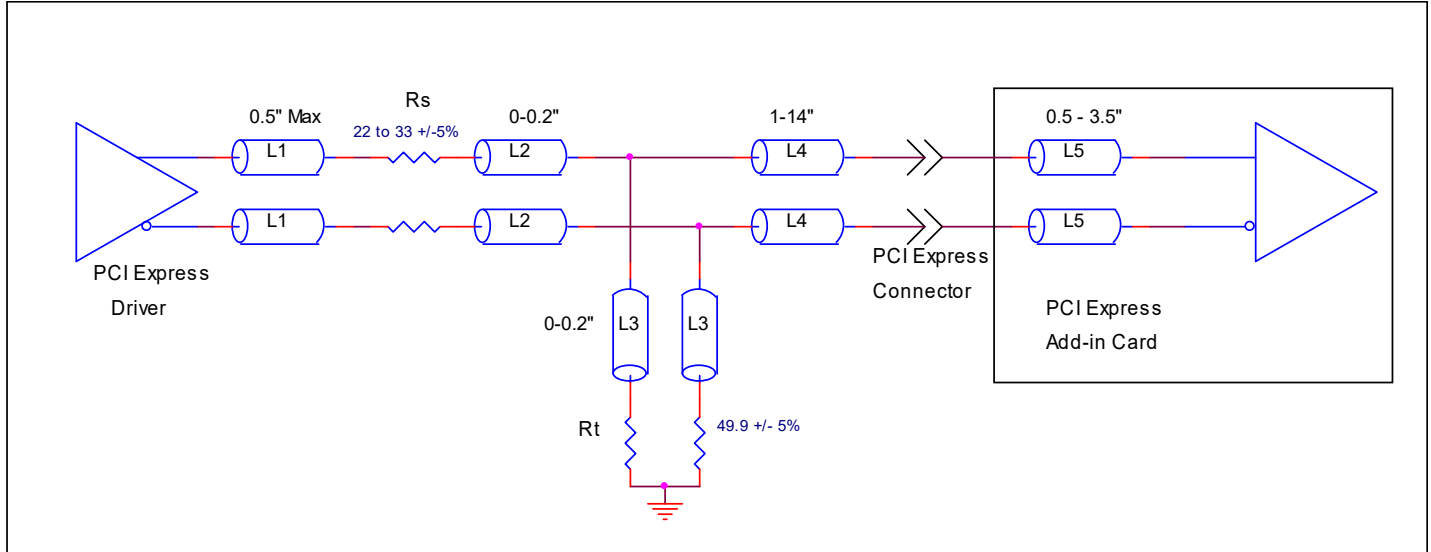 Rs
0.5" Max
22 to 33 +/-5%
0-0.2"
1-14"
0.5 - 3.5"
L1
L2
L4
L5
L1
L2
L4
L5
PCI Express
Driver
PCI Express
Connector
0-0.2"
L3
L3
PCI Express
Add-in Card
Rt
49.9 +/- 5%